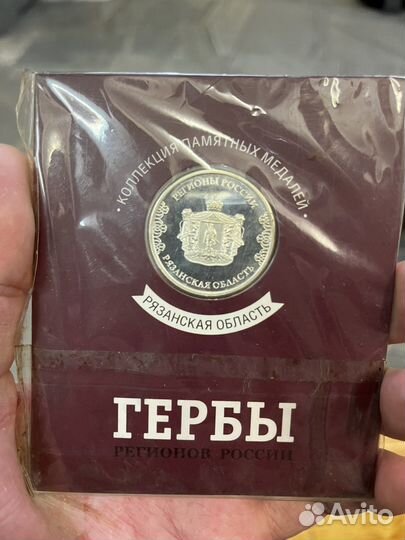 · КОЛЛЕКЦИЯ ПАМЯТНЫХ МЕДАЛЕЙ ·
РЕГИОНЫ РОССИИ
РЯЗАНСКАЯ ОБЛАСТЬ
РЯЗАНСКАЯ ОБЛАСТЬ
ГЕРБЫ
РЕГИОНОВ РОССИИ
Avito